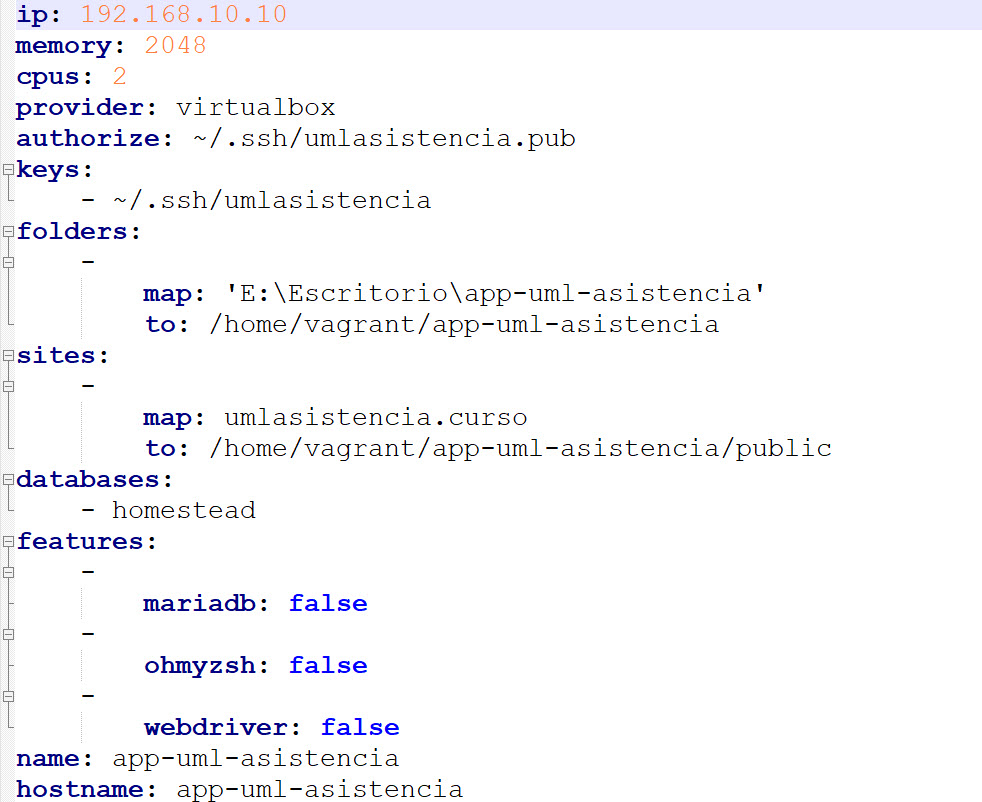 ip: 192.168.10.10
memory: 2048
cpus: 2
provider: virtualbox
authorize: ~/.ssh/umlasistencia.pub
keys:
    - ~/.ssh/umlasistencia
folders:
    -
        map: 'E:\Escritorio\app-uml-asistencia'
        to: /home/vagrant/app-uml-asistencia
sites:
    -
        map: umlasistencia.curso
        to: /home/vagrant/app-uml-asistencia/public
databases:
    - homestead
features:
    -
        mariadb: false
    -
        ohmyzsh: false
    -
        webdriver: false
name: app-uml-asistencia
hostname: app-uml-asistencia